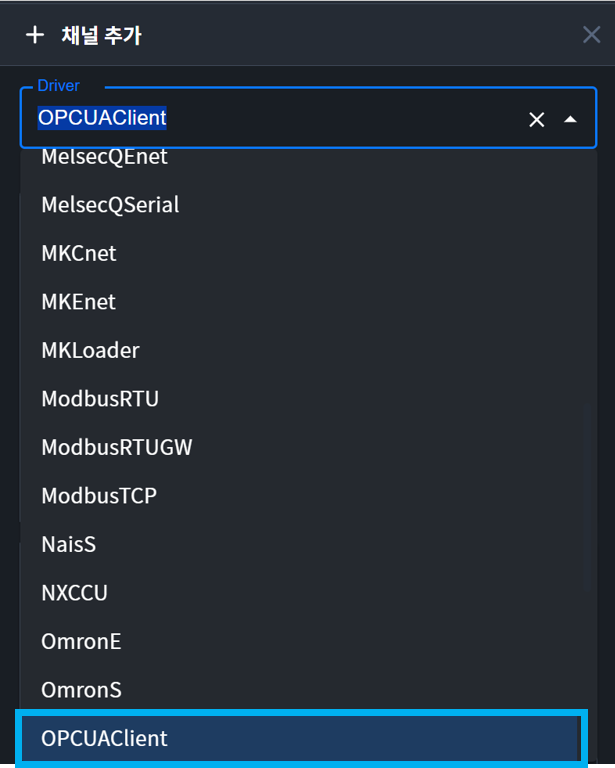 채널 추가
Driver
OPCUAClient
MelsecQEnet
MelsecQSerial
MKCnet
MKEnet
MKLoader
ModbusRTU
ModbusRTUGW
ModbusTCP
NaisS
NXCCU
OmronE
OmronS
OPCUAClient